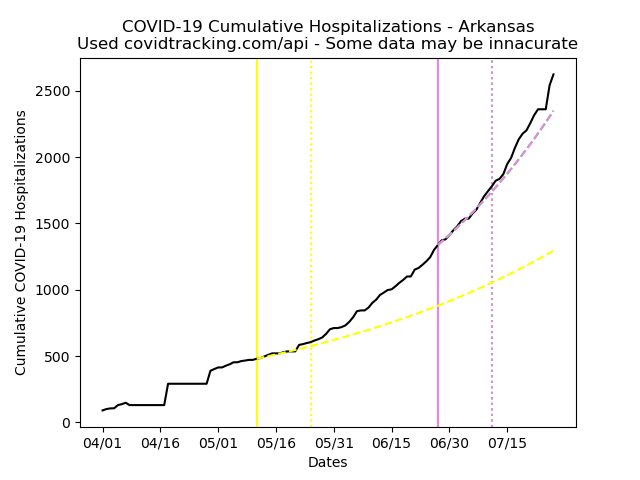 COVID-19 Cumulative Hospitalizations - Arkansas
Used covidtracking.com/api - Some data may be innacurate
Cumulative COVID-19 Hospitalizations
2500
2000
1500
1000
500
0
04/01 04/16 05/01 05/16 05/31 06/15 06/30 07/15
Dates